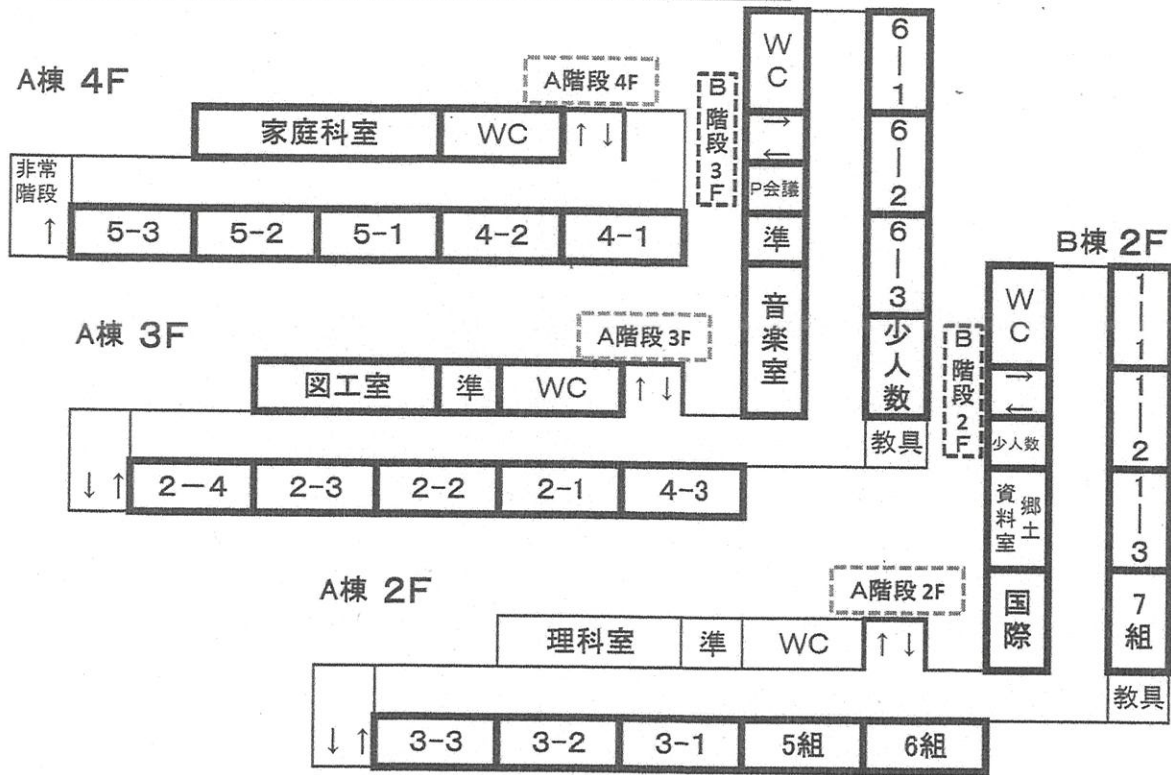 A棟 4F
A階段 4F
家庭科室
WC
↑ ↓
非常
階段
↑
5-3
5-2
5-1
4-2
4-1
B階段3F
WC
→
←
P会議
準
音楽室
6-1
6-2
6-3
少人数
教具
A棟 3F
A階段 3F
図工室
準
WC
↑ ↓
↓ ↑
2-4
2-3
2-2
2-1
4-3
B棟 2F
B階段2F
WC
→
←
少人数
郷土
資料室
国際
1-1
1-2
1-3
7組
教具
A棟 2F
A階段 2F
理科室
準
WC
↑ ↓
↓ ↑
3-3
3-2
3-1
5組
6組